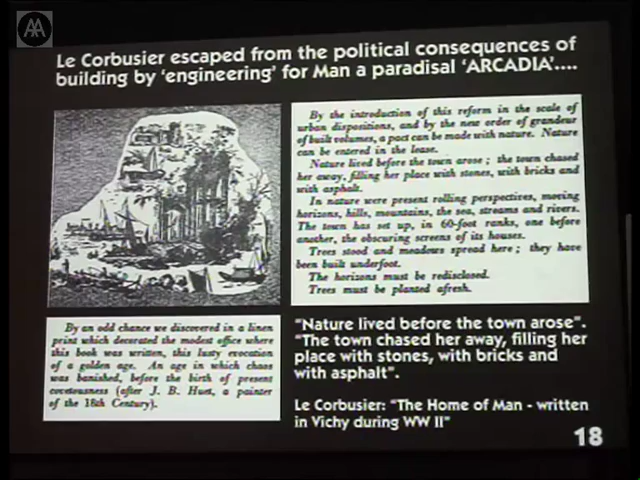 AA
Le Corbusier escaped from the political consequences of
building by 'engineering' for Man a paradisal 'ARCADIA'....
By the introduction of this reform in the scale of
urban dispositions, and by the new order of grandeur
of built volumes, a pact can be made with nature. Nature
can be entered in the lease.
Nature lived before the town arose; the town chased
her away, filling her place with stones, with bricks and
with asphalt.
In nature were present rolling perspectives, moving
horizons, hills, mountains, the sea, streams and rivers.
The town has set up, in 60-foot ranks, one before
another, the obscuring screens of its houses.
Trees stood and meadows spread here; they have
been built underfoot.
The horizons must be redisclosed.
Trees must be planted afresh.
By an odd chance we discovered in a linen
print which decorated the modest office where
this book was written, this lusty evocation
of a golden age. An age in which chaos
was banished, before the birth of present
covetousness (after J. B. Huet, a painter
of the 18th Century).
"Nature lived before the town arose".
"The town chased her away, filling her
place with stones, with bricks and
with asphalt".
Le Corbusier: "The Home of Man - written
in Vichy during WW II"
18